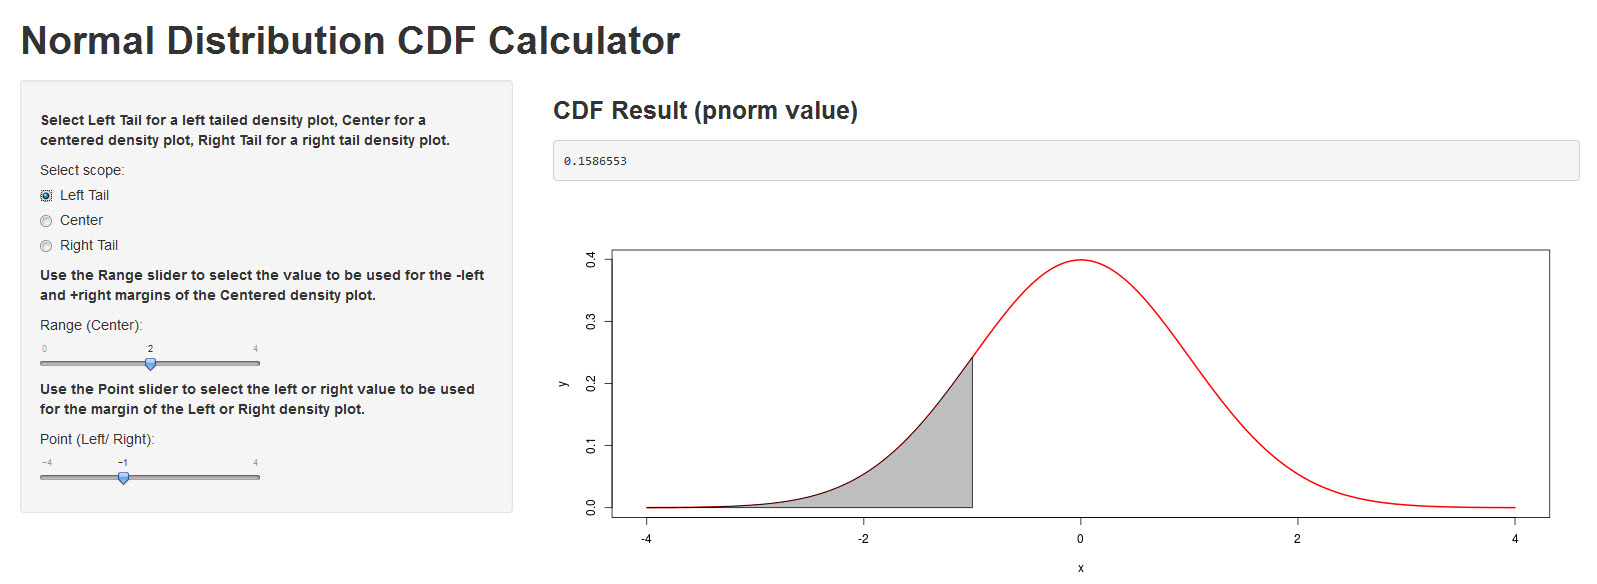 Normal Distribution CDF Calculator
Select Left Tail for a left tailed density plot, Center for a
centered density plot, Right Tail for a right tail density plot.
Select scope:
Left Tail
Center
Right Tail
Use the Range slider to select the value to be used for the -left
and +right margins of the Centered density plot.
Range (Center):
0 2 4
Use the Point slider to select the left or right value to be used
for the margin of the Left or Right density plot.
Point (Left/ Right):
-4 -1 4
CDF Result (pnorm value)
0.1586553
0.4
0.3
0.2
0.1
0.0
y
-4 -2 0 2 4
x